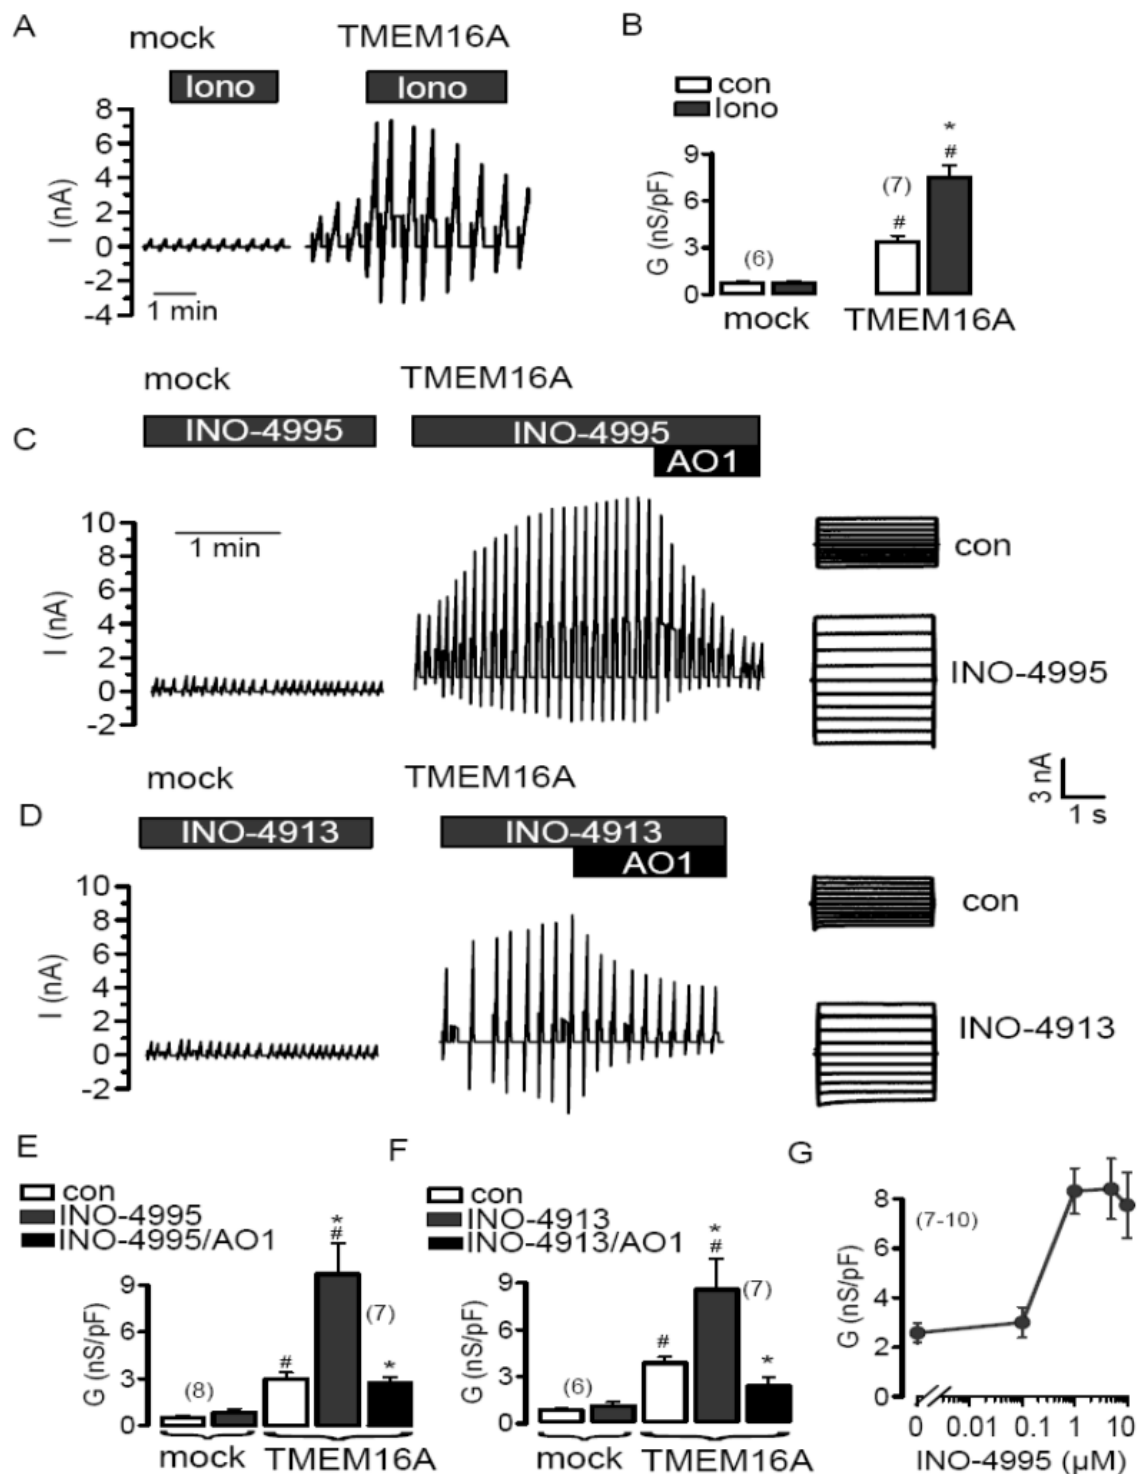 A
mock
TMEM16A
Iono
Iono
8
6
4
2
0
-2
-4
I (nA)
1 min
B
con
Iono
*
#
(7)
#
(6)
9
6
3
0
G (nS/pF)
mock
TMEM16A
C
mock
TMEM16A
INO-4995
INO-4995
AO1
10
8
6
4
2
0
-2
I (nA)
1 min
con
INO-4995
3 nA
1 s
D
mock
TMEM16A
INO-4913
INO-4913
AO1
10
8
6
4
2
0
-2
I (nA)
con
INO-4913
E
con
INO-4995
INO-4995/AO1
*
#
(7)
#
*
(8)
9
6
3
0
G (nS/pF)
mock
TMEM16A
F
con
INO-4913
INO-4913/AO1
*
#
(7)
#
*
(6)
9
6
3
0
G (nS/pF)
mock
TMEM16A
G
(7-10)
8
6
4
2
0
G (nS/pF)
0
0.01
0.1
1
10
INO-4995 (µM)